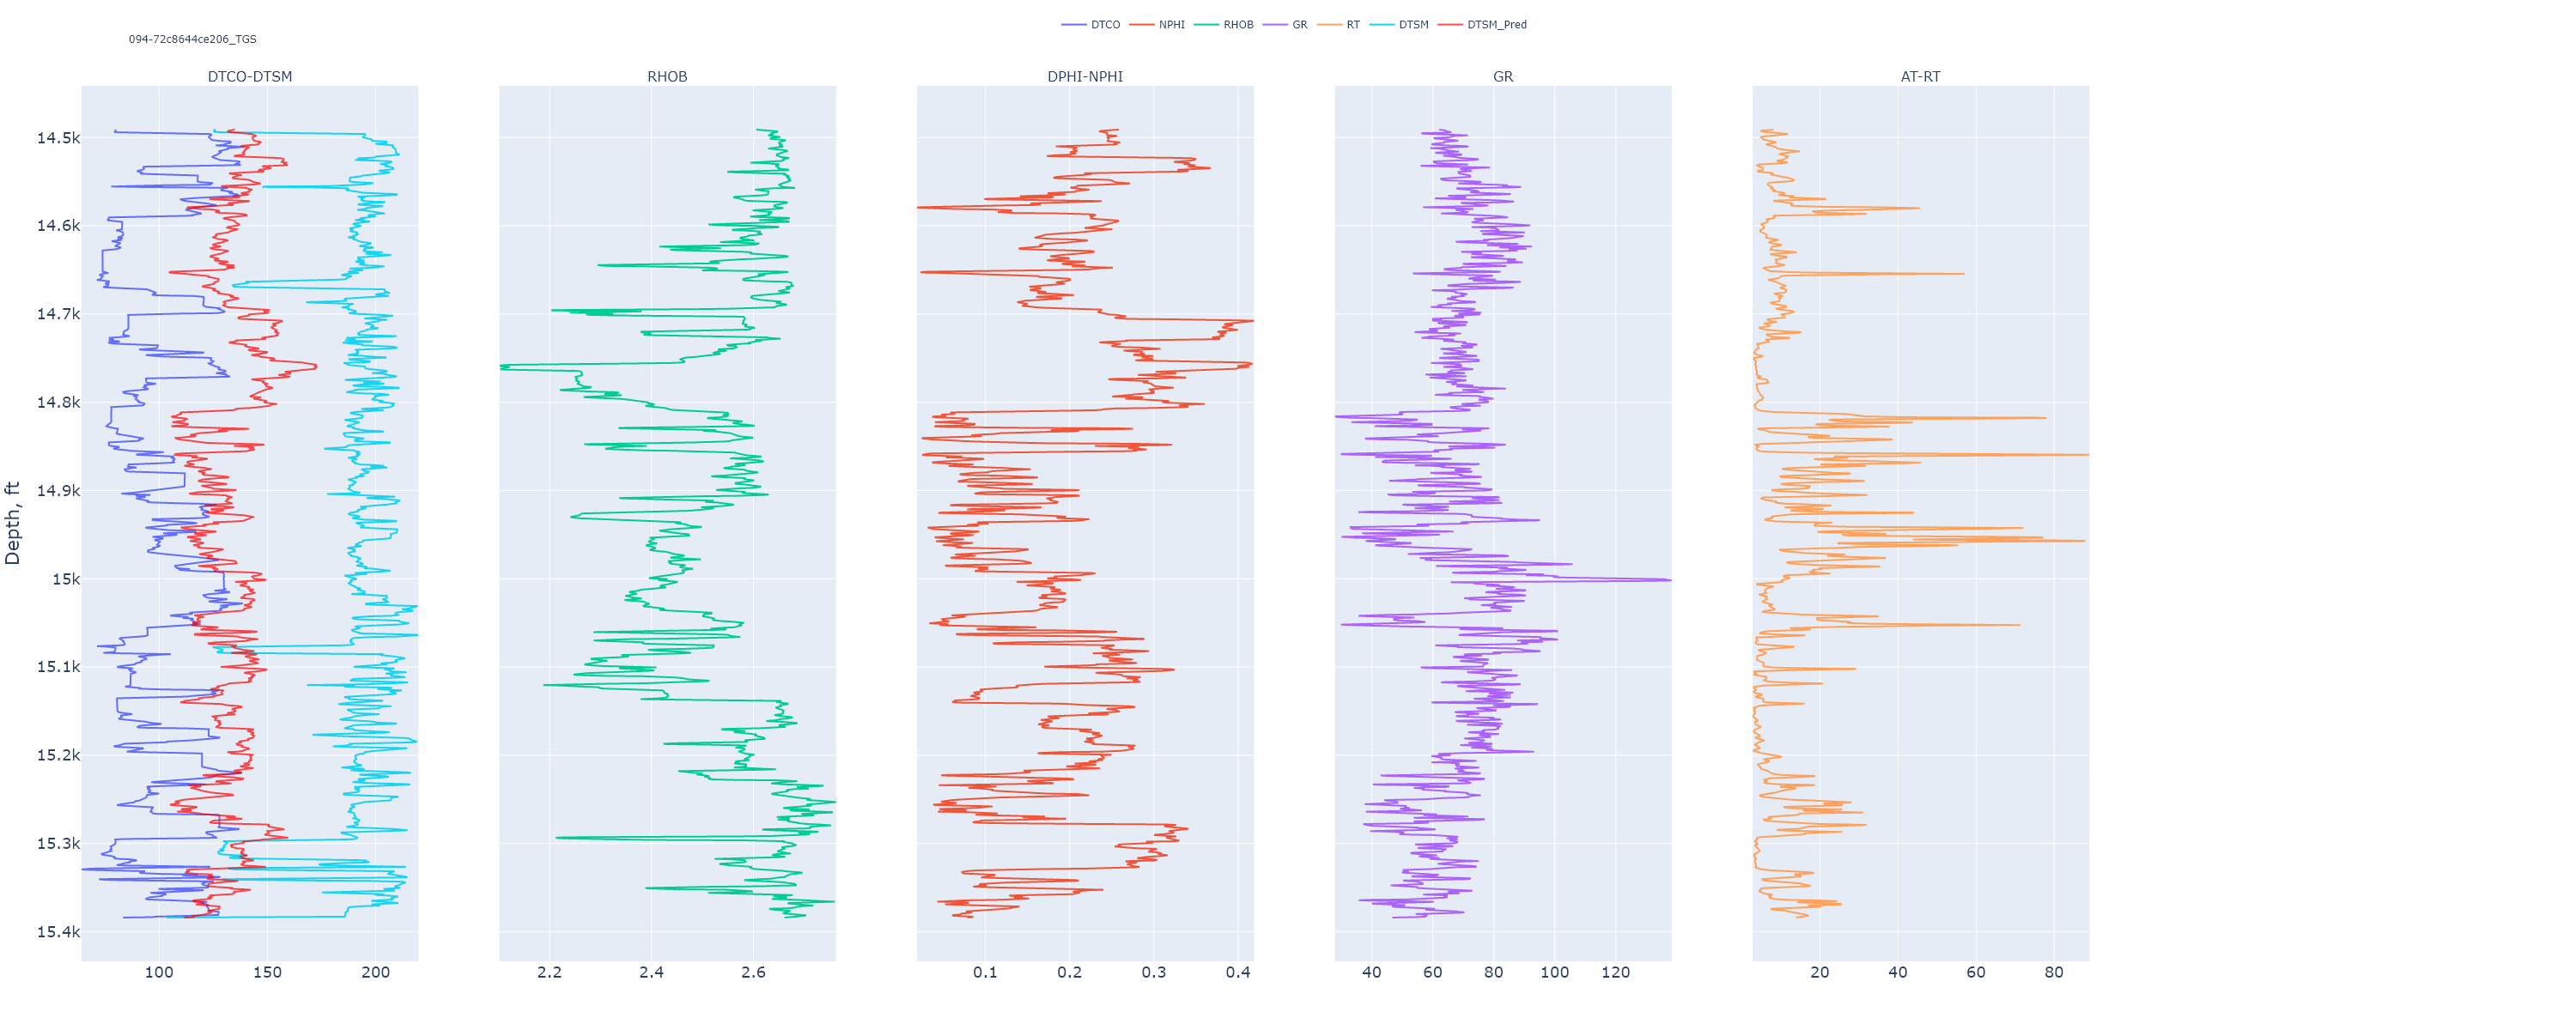 DTCO NPHI RHOB GR RT DTSM DTSM_Pred
094-72c8644ce206_TGS
DTCO-DTSM RHOB DPHI-NPHI GR AT-RT
14.5k
14.6k
14.7k
14.8k
14.9k
15k
15.1k
15.2k
15.3k
15.4k
Depth, ft
100 150 200 2.2 2.4 2.6 0.1 0.2 0.3 0.4 40 60 80 100 120 20 40 60 80